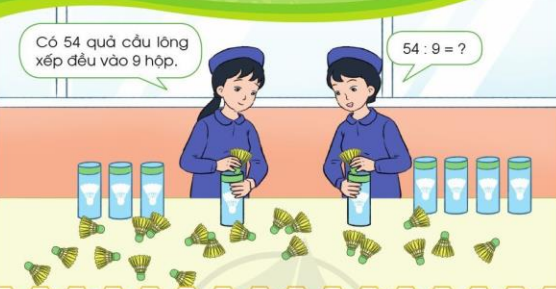 Có 54 quả cầu lông
xếp đều vào 9 hộp.
54 : 9 = ?